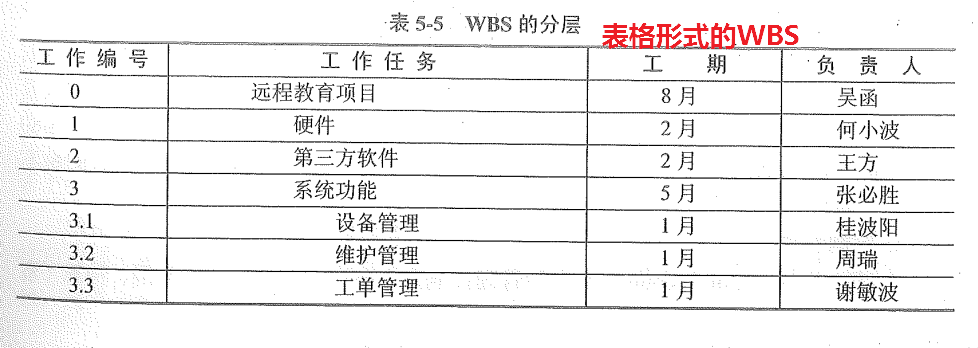 表 5-5 WBS 的分层 表格形式的WBS
工作编号 工作任务 工期 负责人
0 远程教育项目 8月 吴函
1 硬件 2月 何小波
2 第三方软件 2月 王方
3 系统功能 5月 张必胜
3.1 设备管理 1月 桂波阳
3.2 维护管理 1月 周瑞
3.3 工单管理 1月 谢敏波